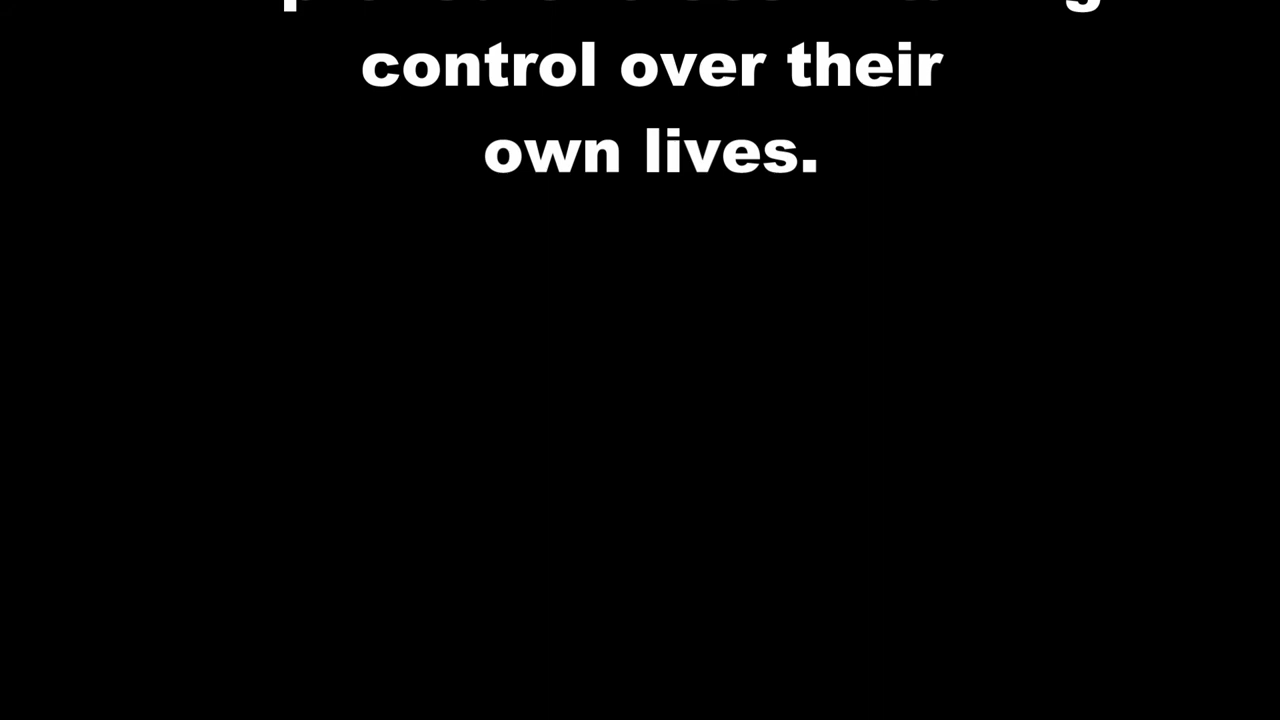 control over their
own lives.